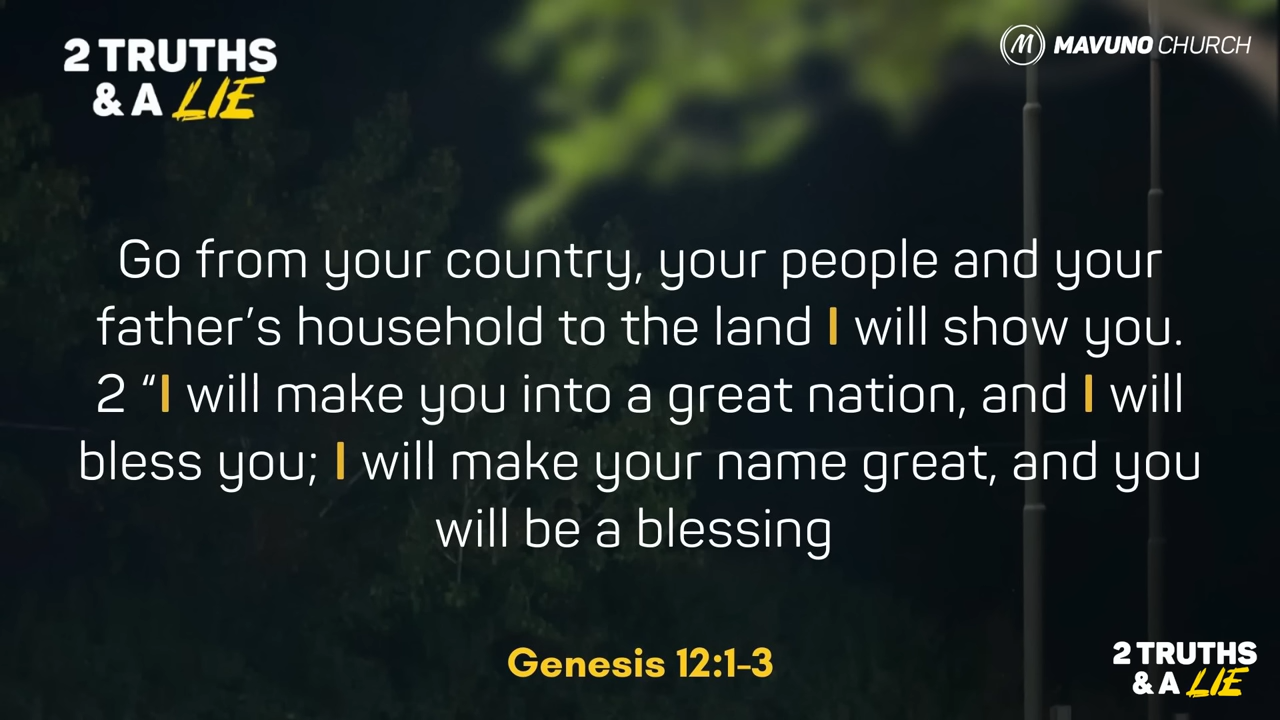 2 TRUTHS
& A LIE
M MAVUNO CHURCH
Go from your country, your people and your
father’s household to the land I will show you.
2 “I will make you into a great nation, and I will
bless you; I will make your name great, and you
will be a blessing
Genesis 12:1-3
2 TRUTHS
& A LIE